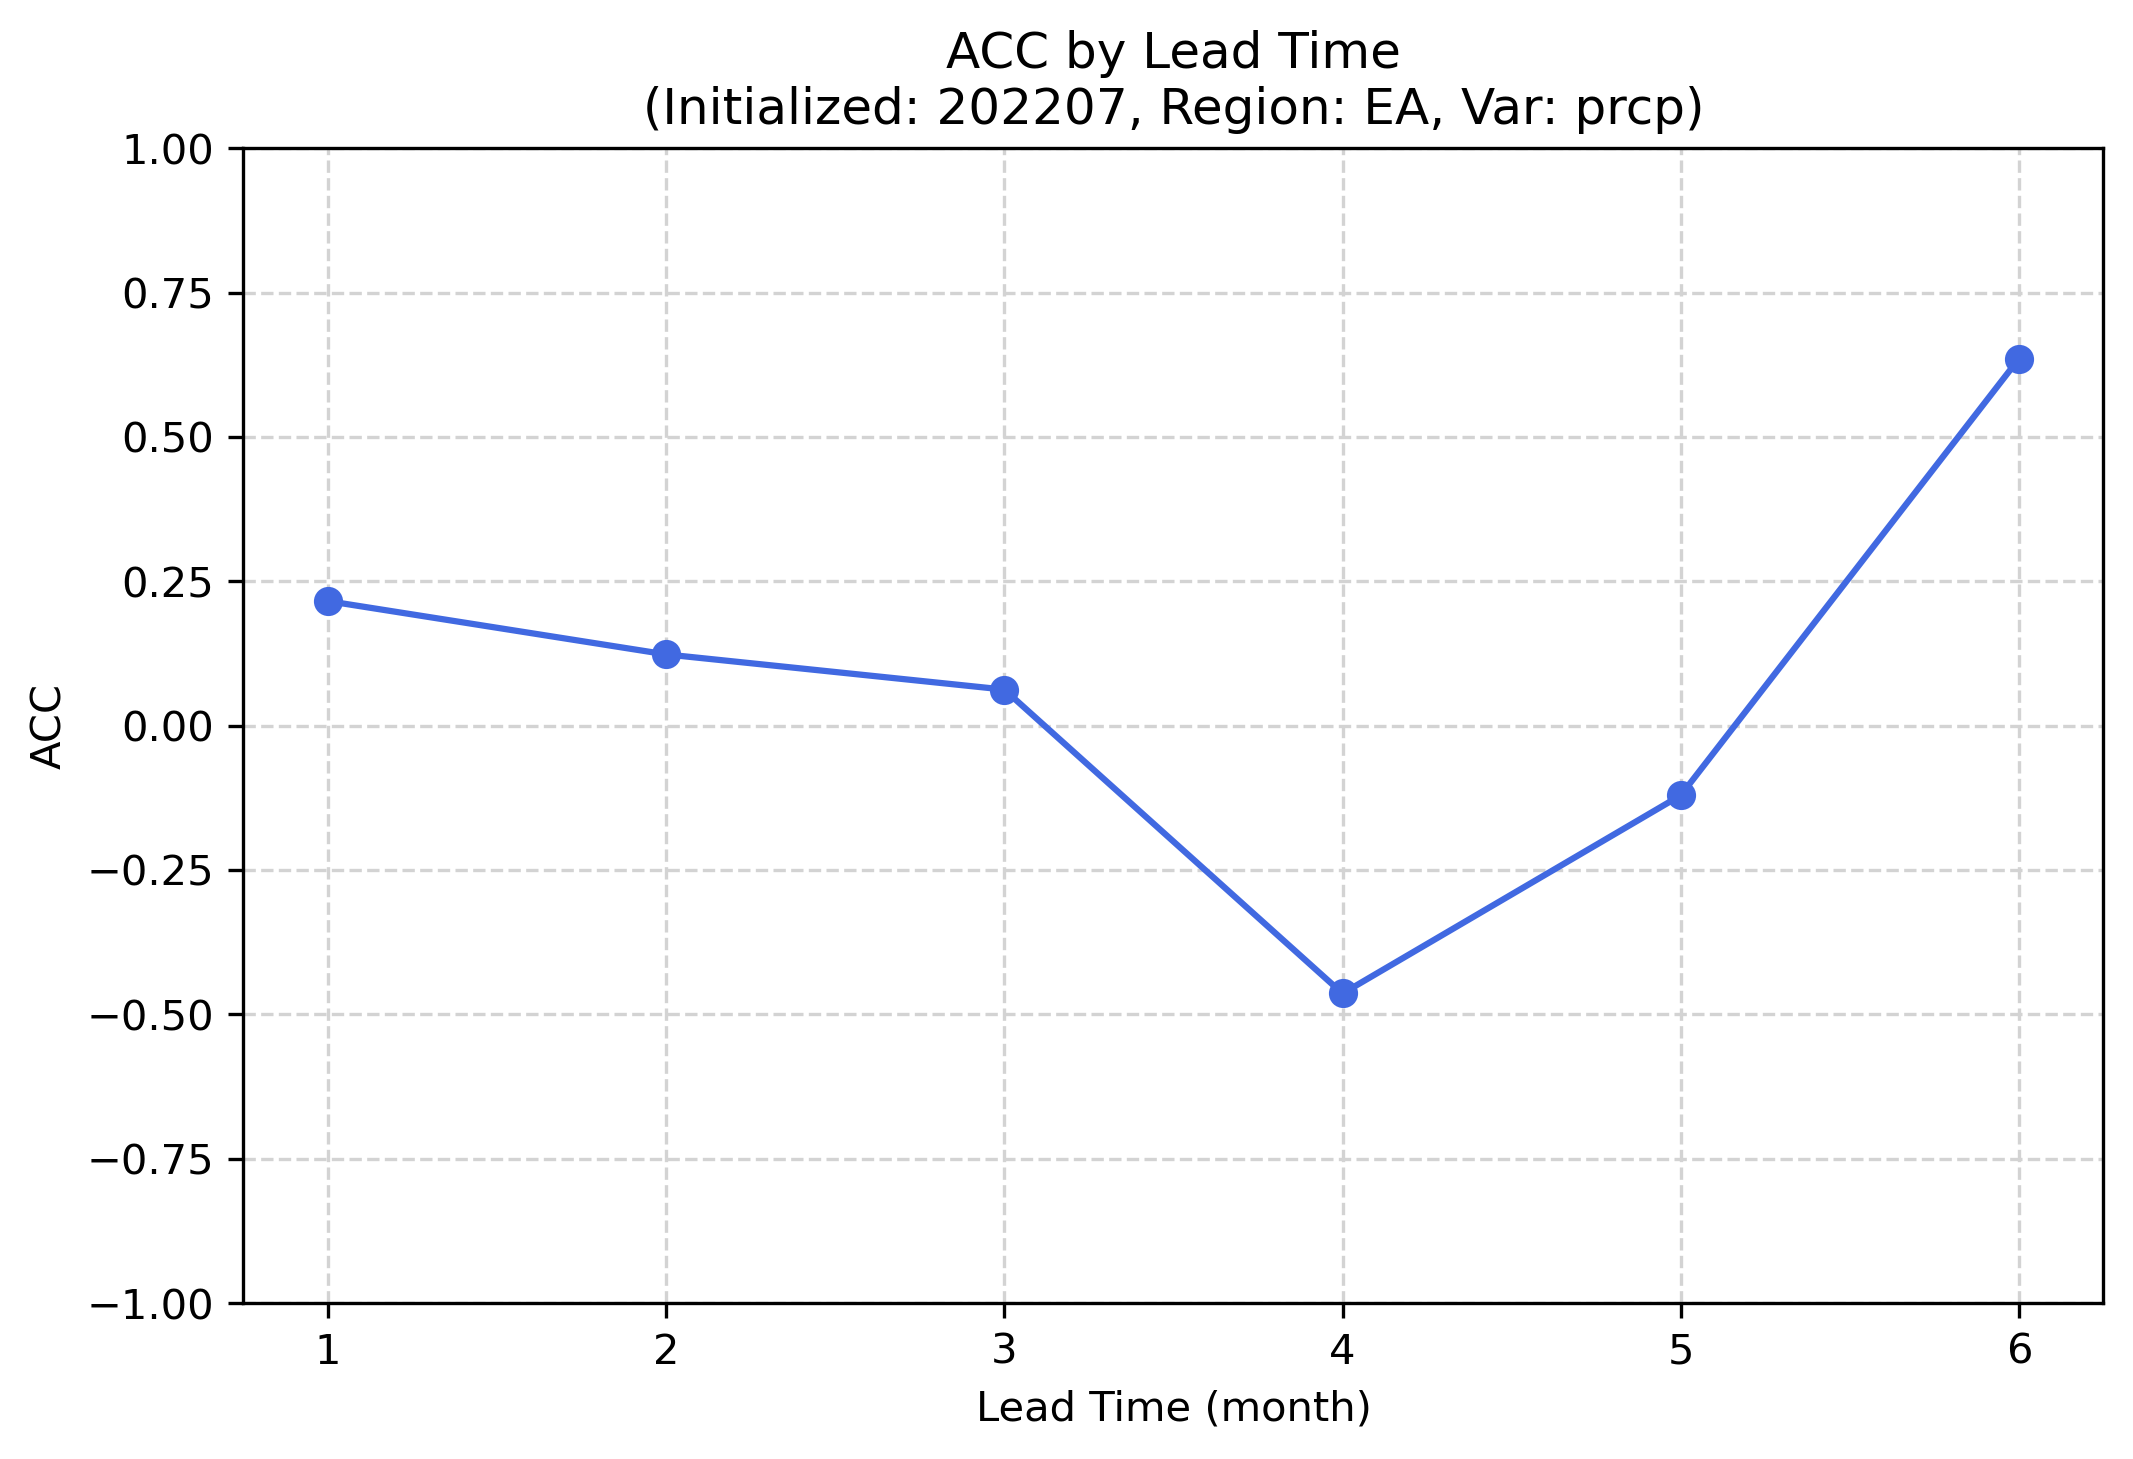 ACC by Lead Time
(Initialized: 202207, Region: EA, Var: prcp)
1.00
0.75
0.50
0.25
0.00
−0.25
−0.50
−0.75
−1.00
ACC
1 2 3 4 5 6
Lead Time (month)